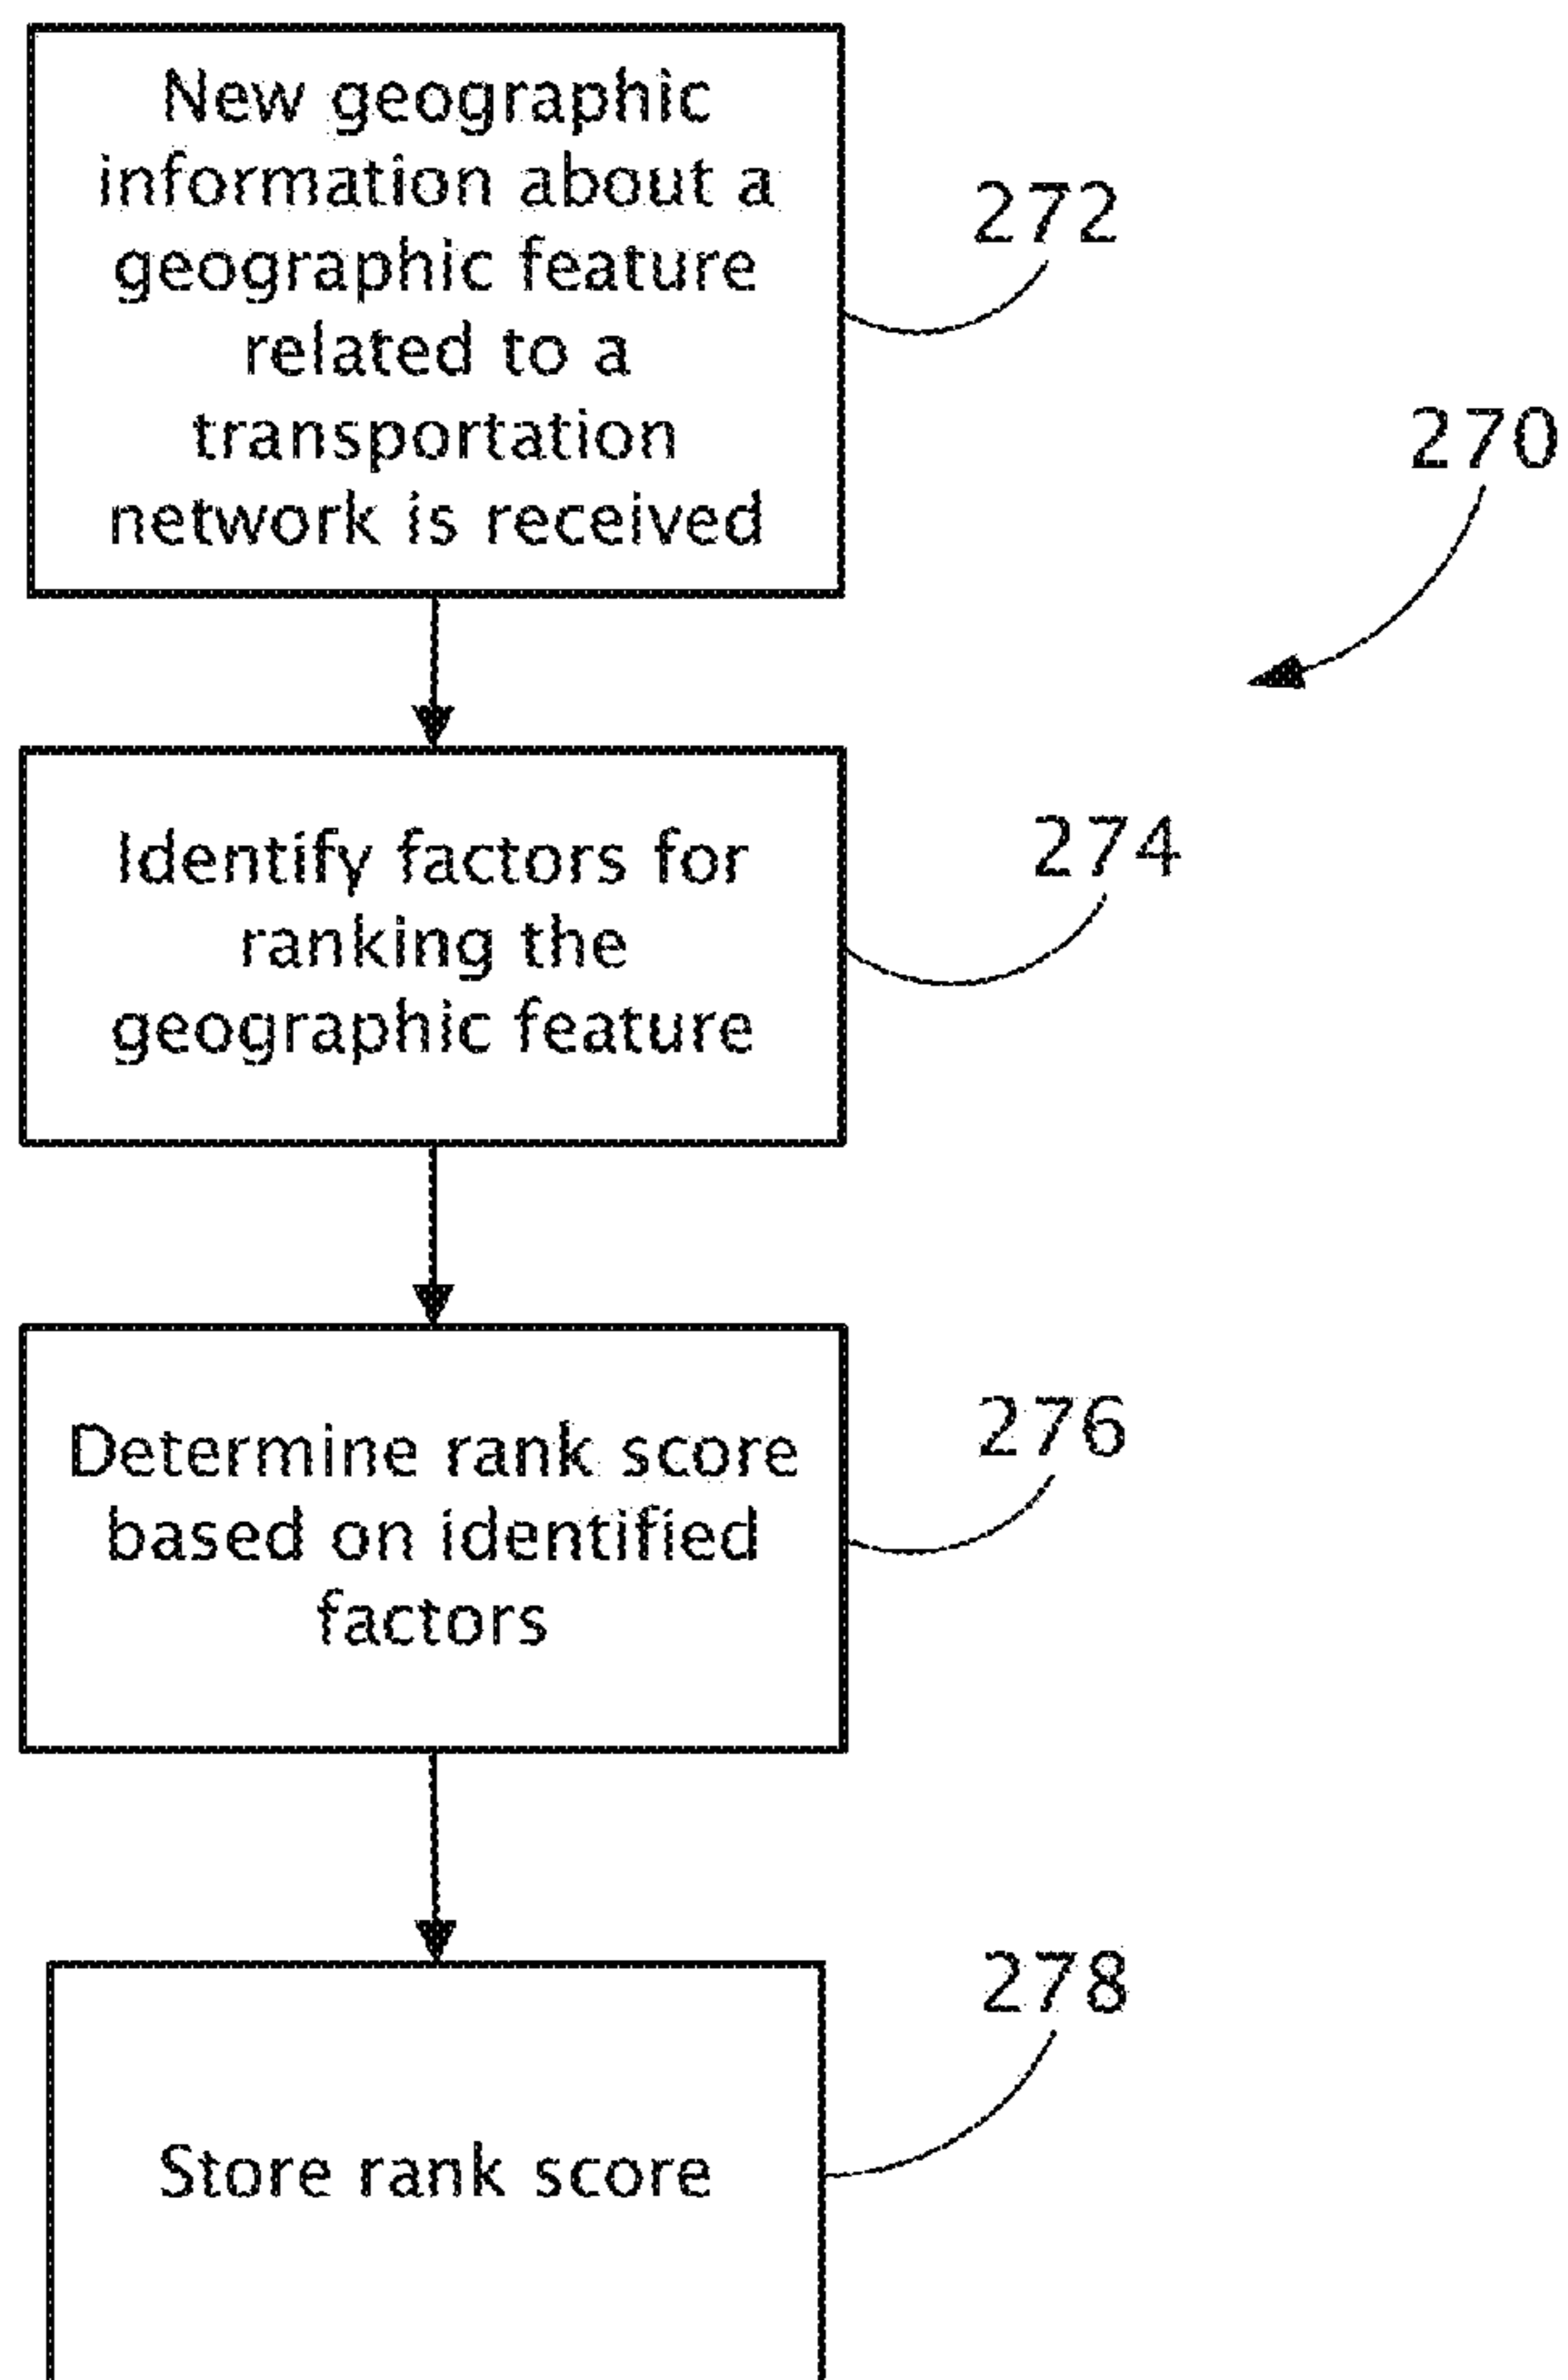 New geographic
information about a
geographic feature
related to a
transportation
network is received
272
270
Identify factors for
ranking the
geographic feature
274
Determine rank score
based on identified
factors
276
Store rank score
278